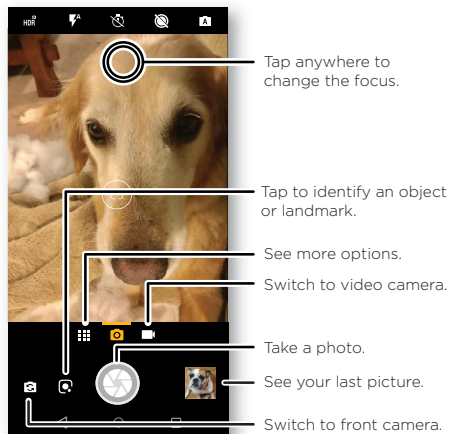 HDR
A
A
Tap anywhere to
change the focus.
Tap to identify an object
or landmark.
See more options.
Switch to video camera.
Take a photo.
See your last picture.
Switch to front camera.